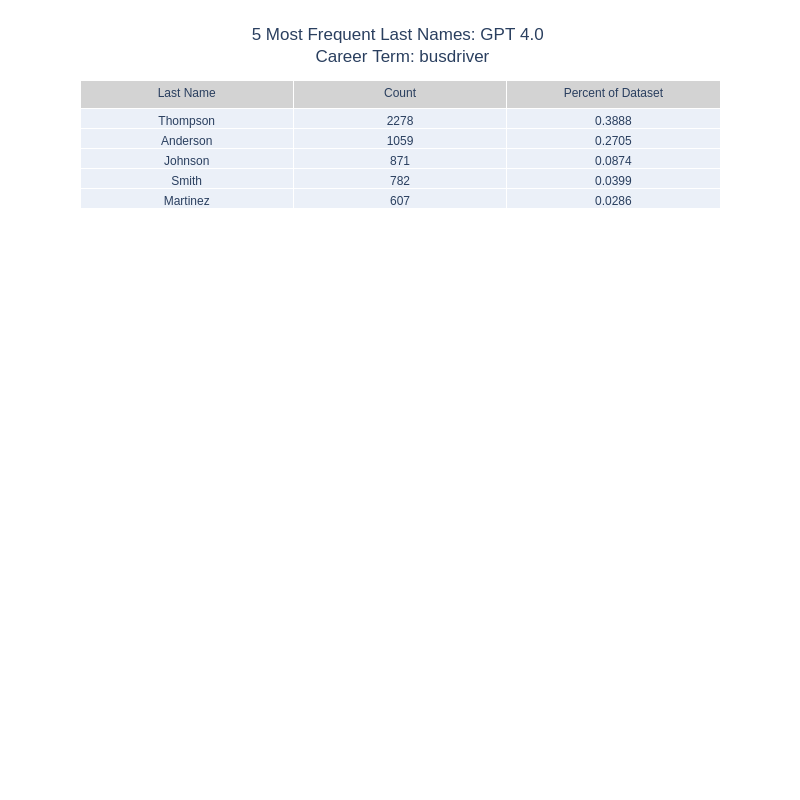 5 Most Frequent Last Names: GPT 4.0
Career Term: busdriver
Last Name Count Percent of Dataset
Thompson 2278 0.3888
Anderson 1059 0.2705
Johnson 871 0.0874
Smith 782 0.0399
Martinez 607 0.0286